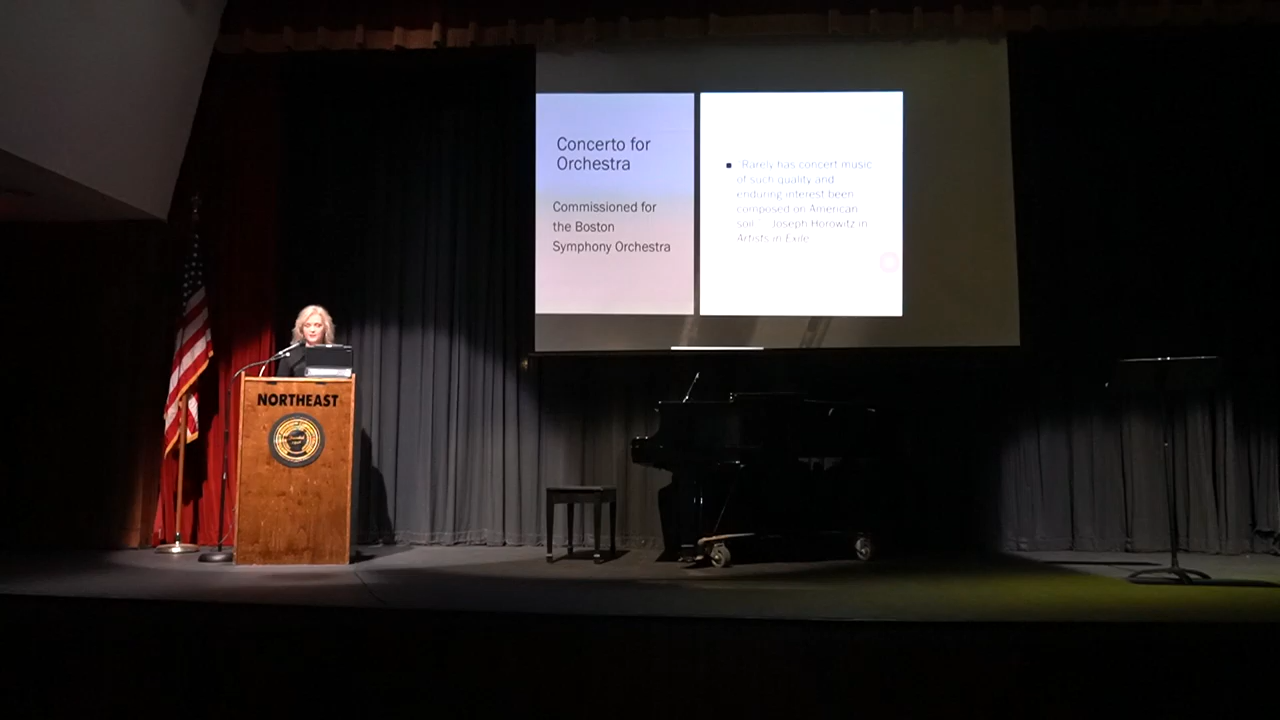 Concerto for
Orchestra
Commissioned for
the Boston
Symphony Orchestra
▪ Rarely has concert music
of such quality and
enduring interest been
composed on American
soil. Joseph Horowitz in
Artists in Exile
NORTHEAST